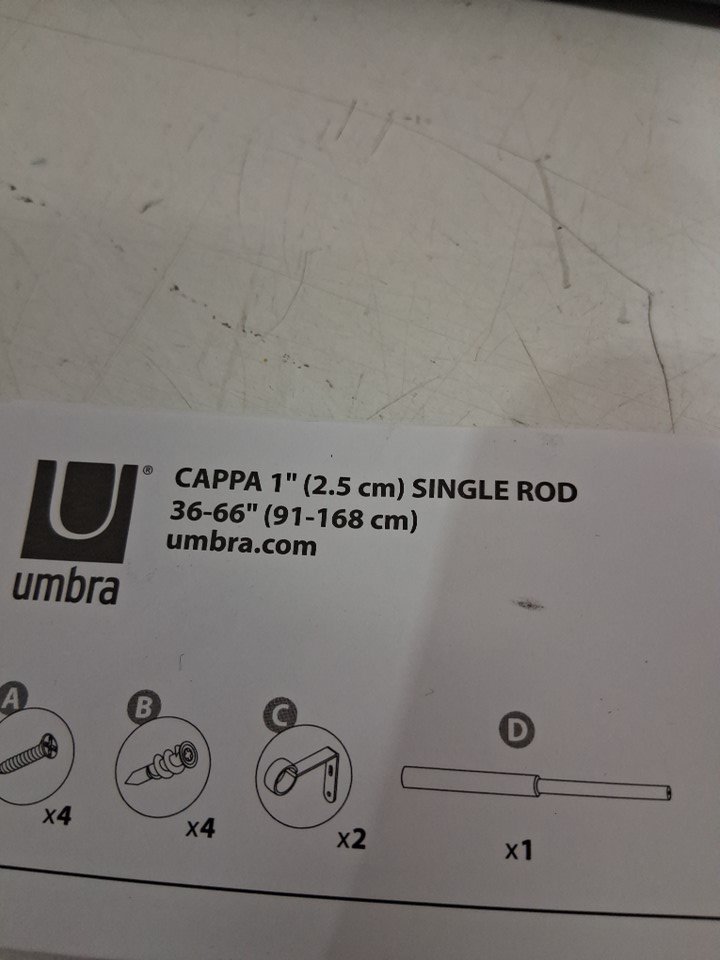 ®
CAPPA 1" (2.5 cm) SINGLE ROD
36-66" (91-168 cm)
umbra.com
umbra
A
B
C
D
x4
x4
x2
x1